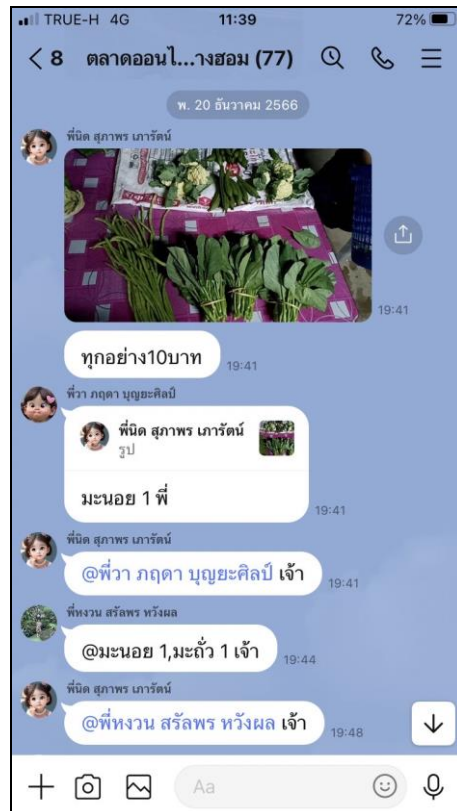 TRUE-H 4G 11:39 72%
8 ตลาดออนไ...างฮอม (77)
พ. 20 ธันวาคม 2566
พี่นิด สุภาพร เภารัตน์
19:41
ทุกอย่าง10บาท 19:41
พี่วา ภฤดา บุญยะศิลป์
พี่นิด สุภาพร เภารัตน์
รูป
มะนอย 1 พี่ 19:41
พี่นิด สุภาพร เภารัตน์
@พี่วา ภฤดา บุญยะศิลป์ เจ้า 19:41
พี่หงวน สรัลพร หวังผล
@มะนอย 1,มะถั่ว 1 เจ้า 19:44
พี่นิด สุภาพร เภารัตน์
@พี่หงวน สรัลพร หวังผล เจ้า 19:48
Aa